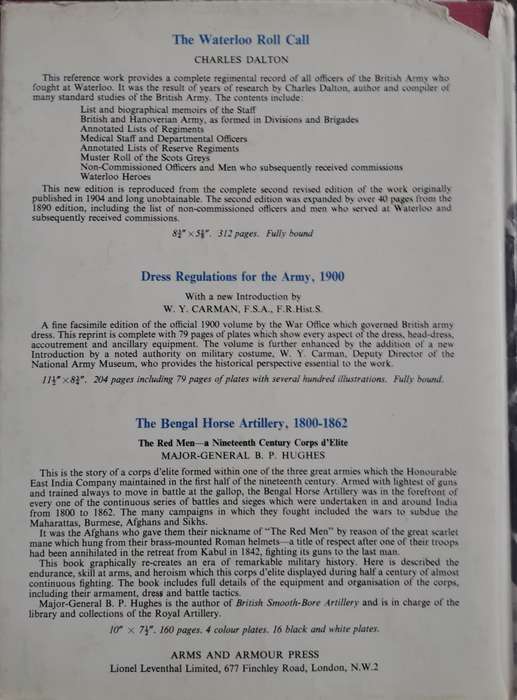 The Waterloo Roll Call
CHARLES DALTON
This reference work provides a complete regimental record of all officers of the British Army who
fought at Waterloo. It was the result of years of research by Charles Dalton, author and compiler of
many standard studies of the British Army. The contents include:
List and biographical memoirs of the Staff
British and Hanoverian Army, as formed in Divisions and Brigades
Annotated Lists of Regiments
Medical Staff and Departmental Officers
Annotated Lists of Reserve Regiments
Muster Roll of the Scots Greys
Non-Commissioned Officers and Men who subsequently received commissions
Waterloo Heroes
This new edition is reproduced from the complete second revised edition of the work originally
published in 1904 and long unobtainable. The second edition was expanded by over 40 pages from the
1890 edition, including the list of non-commissioned officers and men who served at Waterloo and
subsequently received commissions.
312 pages. Fully bound
Dress Regulations for the Army, 1900
With a new Introduction by
W. Y. CARMAN, F.S.A., F.R.Hist.S.
A fine facsimile edition of the official 1900 volume by the War Office which governed British army
dress. This reprint is complete with 79 pages of plates which show every aspect of the dress, head-dress,
accoutrement and ancillary equipment. The volume is further enhanced by the addition of a new
Introduction by a noted authority on military costume, W. Y. Carman, Deputy Director of the
National Army Museum, who provides the historical perspective essential to the work.
204 pages including 79 pages of plates with several hundred illustrations. Fully bound.
The Bengal Horse Artillery, 1800-1862
The Red Men—a Nineteenth Century Corps d'Elite
MAJOR-GENERAL B. P. HUGHES
This is the story of a corps d'elite formed within one of the three great armies which the Honourable
East India Company maintained in the first half of the nineteenth century. Armed with lightest of guns
and trained always to move in battle at the gallop, the Bengal Horse Artillery was in the forefront of
every one of the continuous series of battles and sieges which were undertaken in and around India
from 1800 to 1862. The many campaigns in which they fought included the wars to subdue the
Maharattas, Burmese, Afghans and Sikhs.
It was the Afghans who gave them their nickname of "The Red Men" by reason of the great scarlet
mane which hung from their brass-mounted Roman helmets—a title of respect after one of their troops
had been annihilated in the retreat from Kabul in 1842, fighting its guns to the last man.
This book graphically re-creates an era of remarkable military history. Here is described the
endurance, skill at arms, and heroism which this corps d'elite displayed during half a century of almost
continuous fighting. The book includes full details of the equipment and organisation of the corps,
including their armament, dress and battle tactics.
Major-General B. P. Hughes is the author of British Smooth-Bore Artillery and is in charge of the
library and collections of the Royal Artillery.
10" × 7½". 160 pages. 4 colour plates. 16 black and white plates.
ARMS AND ARMOUR PRESS
Lionel Leventhal Limited, 677 Finchley Road, London, N.W.2